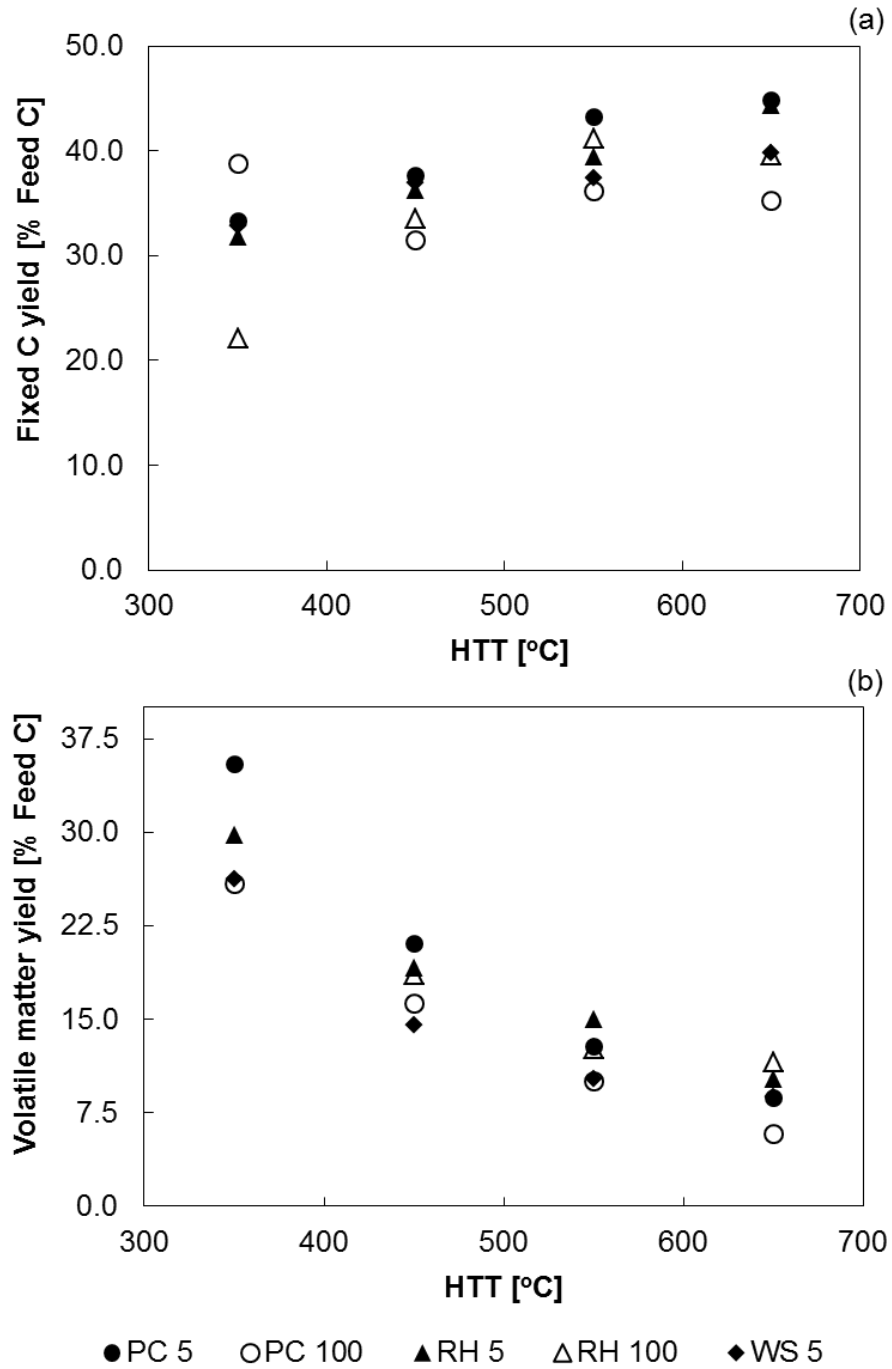 (a)
50.0
40.0
30.0
20.0
10.0
0.0
Fixed C yield [% Feed C]
300 400 500 600 700
HTT [ºC]
(b)
37.5
30.0
22.5
15.0
7.5
0.0
Volatile matter yield [% Feed C]
300 400 500 600 700
HTT [ºC]
PC 5 PC 100 RH 5 RH 100 WS 5